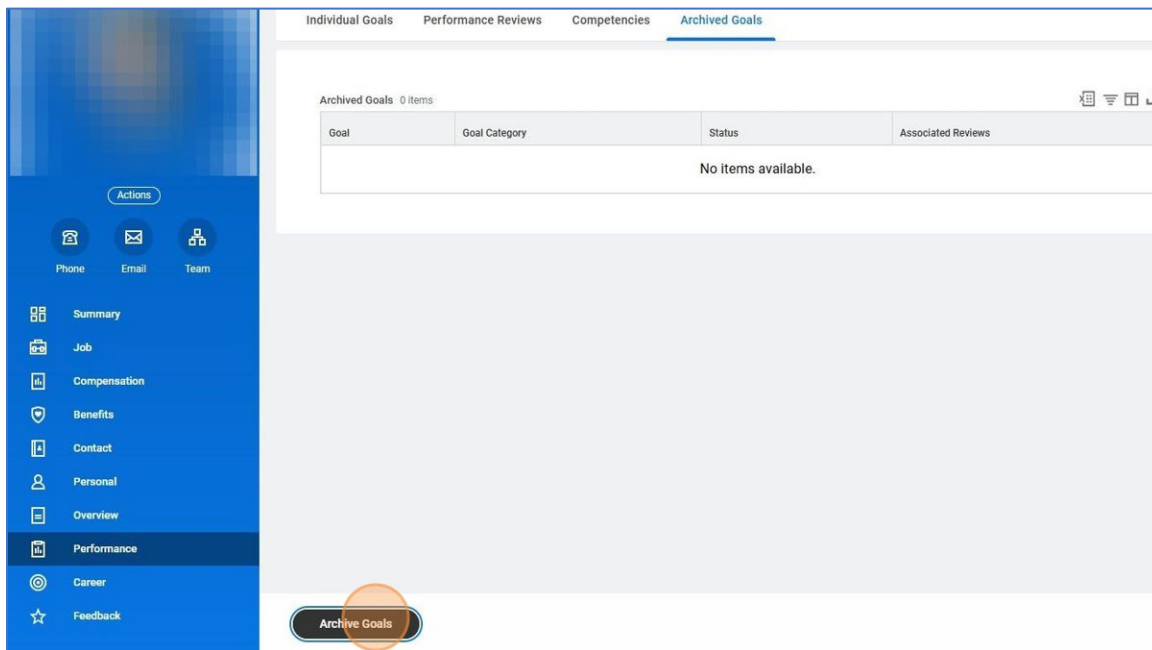 Individual Goals Performance Reviews Competencies Archived Goals
Archived Goals 0 items
Goal Goal Category Status Associated Reviews
No items available.
Actions
Phone Email Team
Summary
Job
Compensation
Benefits
Contact
Personal
Overview
Performance
Career
Feedback
Archive Goals